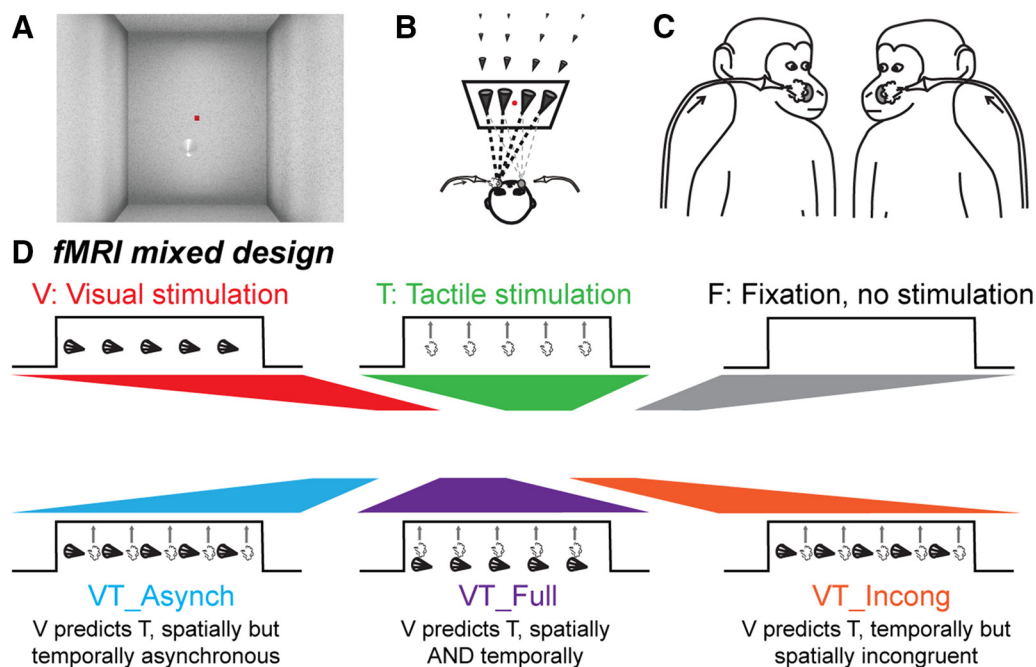 A
B
C
D fMRI mixed design
V: Visual stimulation
T: Tactile stimulation
F: Fixation, no stimulation
VT_Asynch
V predicts T, spatially but
temporally asynchronous
VT_Full
V predicts T, spatially
AND temporally
VT_Incong
V predicts T, temporally but
spatially incongruent